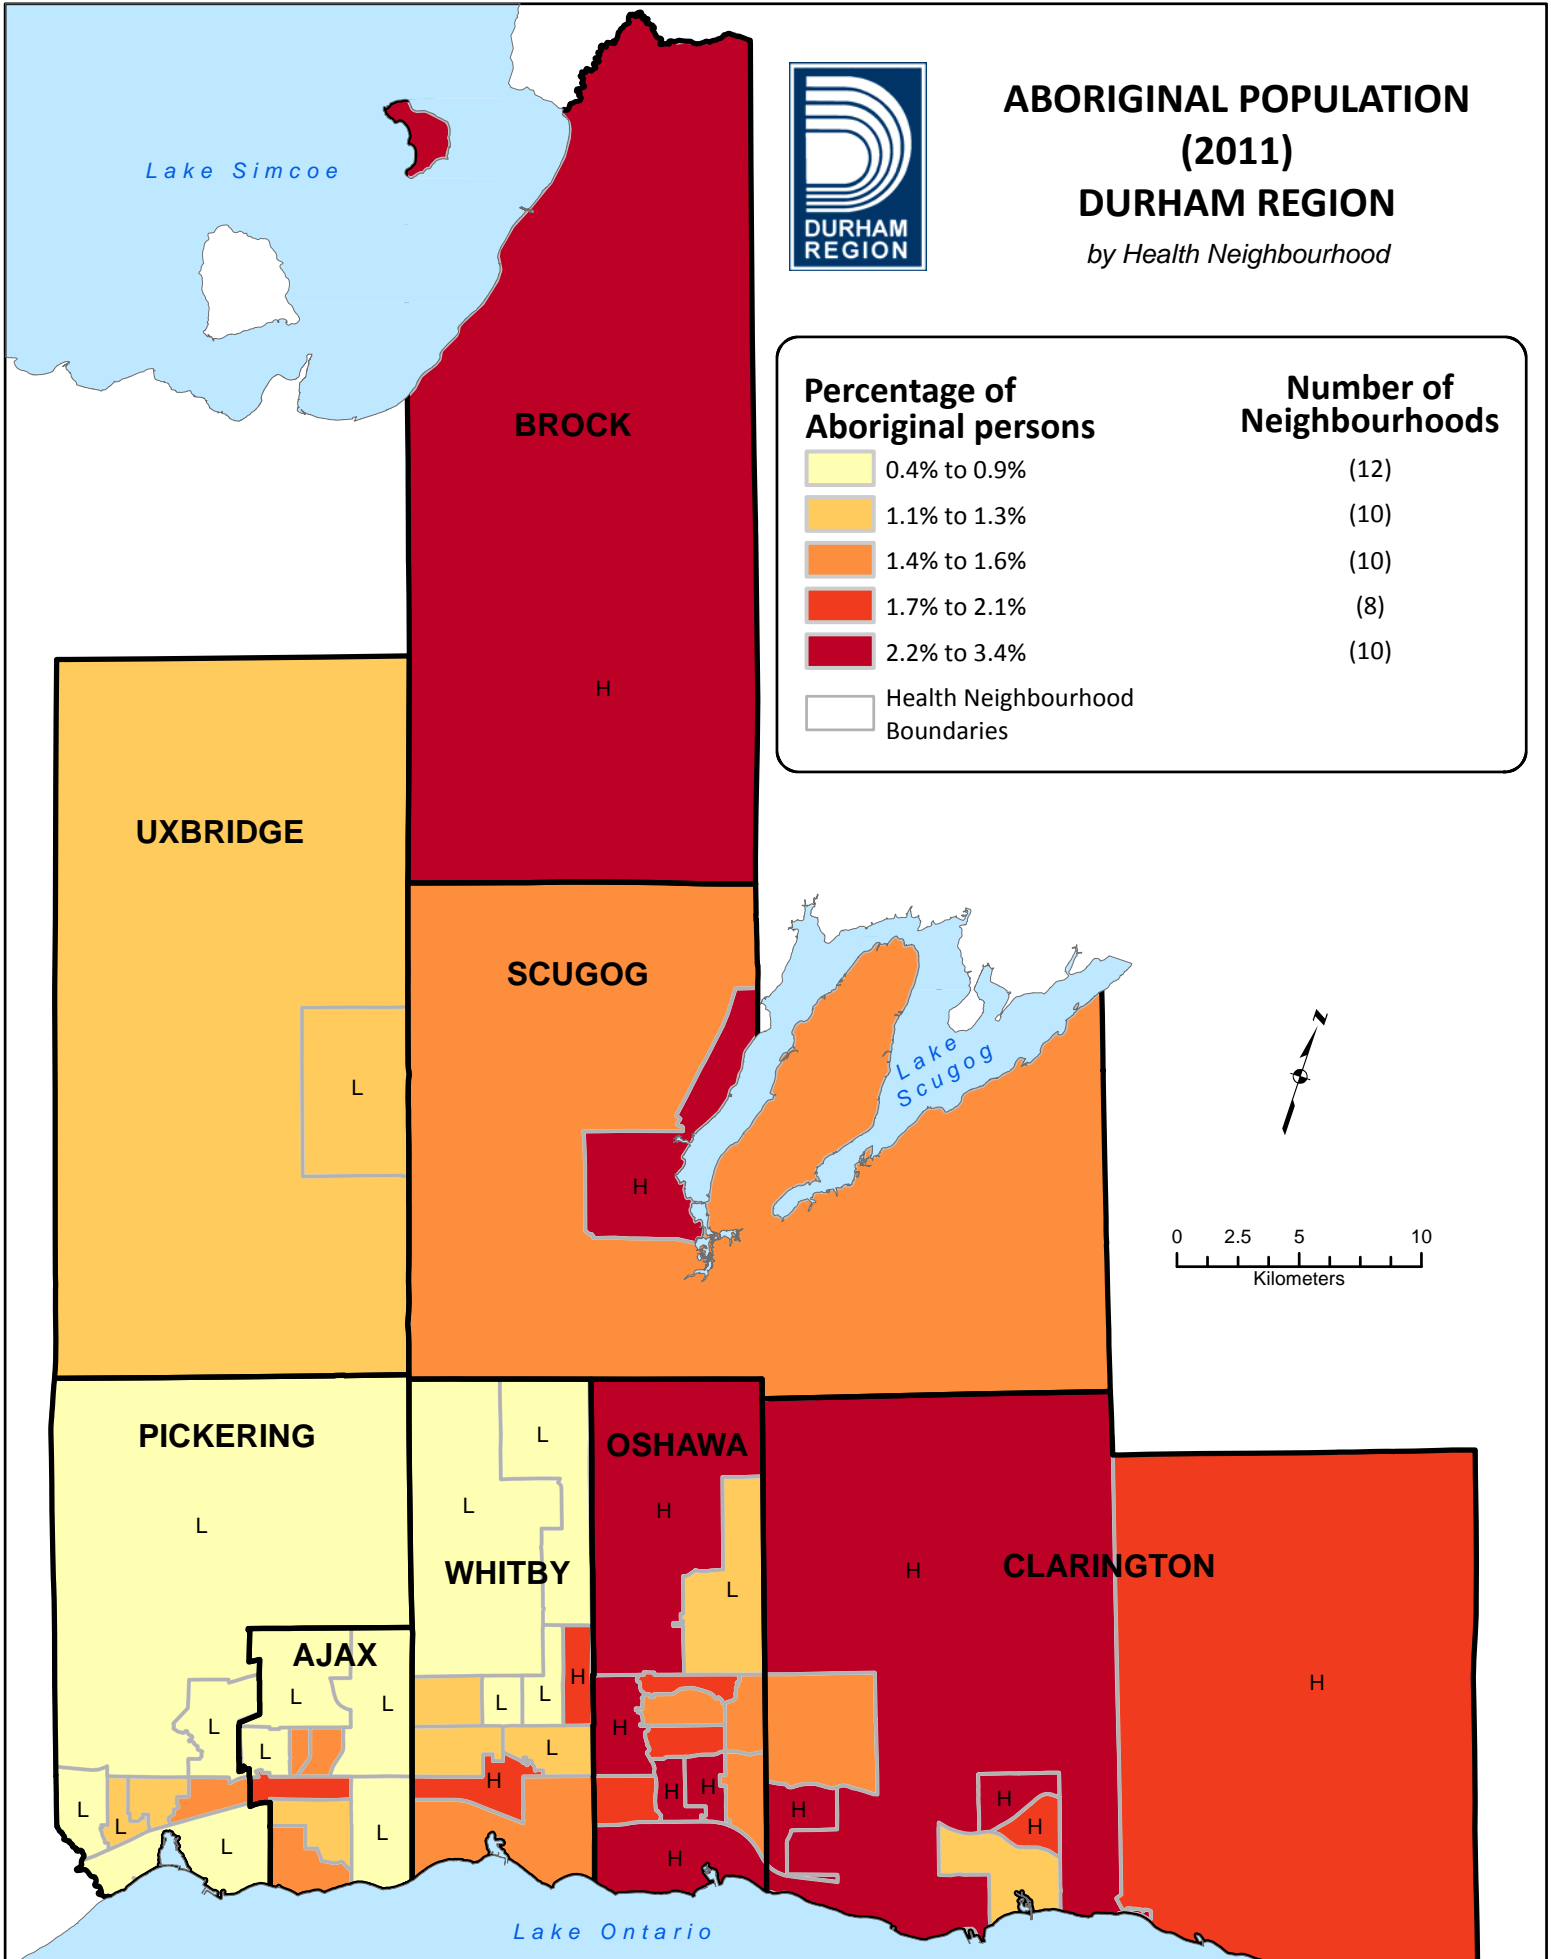 ABORIGINAL POPULATION
(2011)
DURHAM REGION
by Health Neighbourhood
DURHAM
REGION
Lake Simcoe
Percentage of
Aboriginal persons
Number of
Neighbourhoods
0.4% to 0.9% (12)
1.1% to 1.3% (10)
1.4% to 1.6% (10)
1.7% to 2.1% (8)
2.2% to 3.4% (10)
Health Neighbourhood
Boundaries
BROCK
H
UXBRIDGE
L
SCUGOG
H
Lake
Scugog
N
0 2.5 5 10
Kilometers
PICKERING
L
L
L
L
L
AJAX
L
L
L
L
WHITBY
L
L
L
L
H
L
H
OSHAWA
H
L
H
H
H
H
CLARINGTON
H
H
H
H
H
Lake Ontario